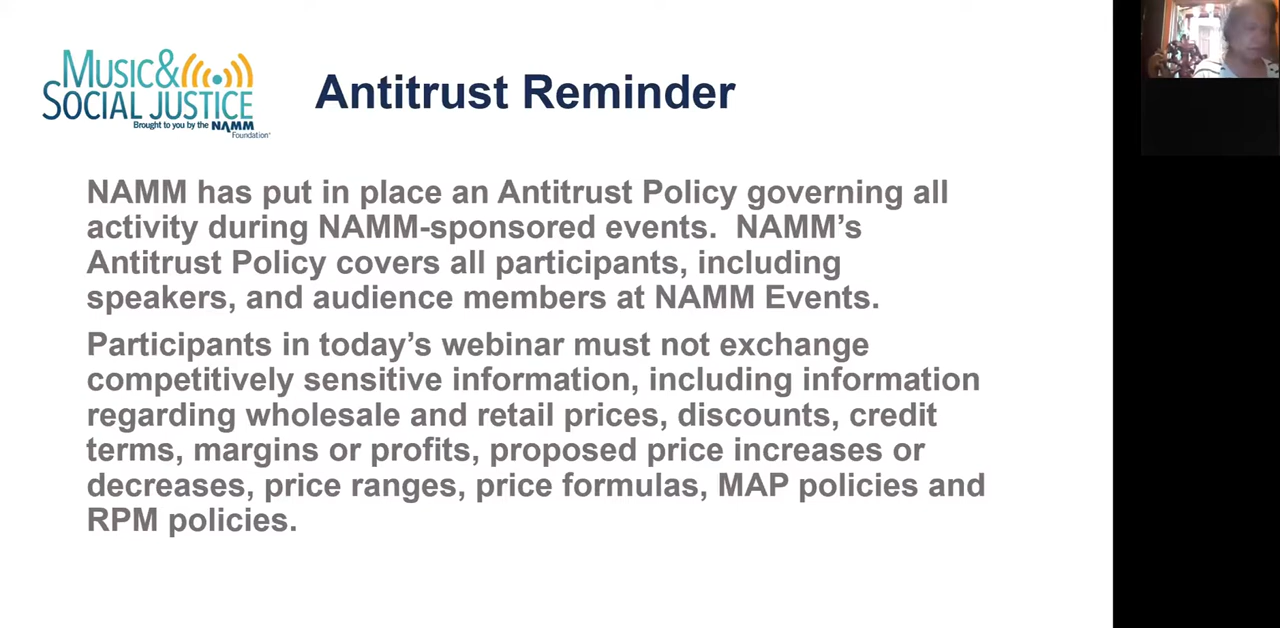 MUSIC&
SOCIAL JUSTICE
Brought to you by the NAMM
Foundation®
Antitrust Reminder
NAMM has put in place an Antitrust Policy governing all
activity during NAMM-sponsored events.  NAMM’s
Antitrust Policy covers all participants, including
speakers, and audience members at NAMM Events.
Participants in today’s webinar must not exchange
competitively sensitive information, including information
regarding wholesale and retail prices, discounts, credit
terms, margins or profits, proposed price increases or
decreases, price ranges, price formulas, MAP policies and
RPM policies.